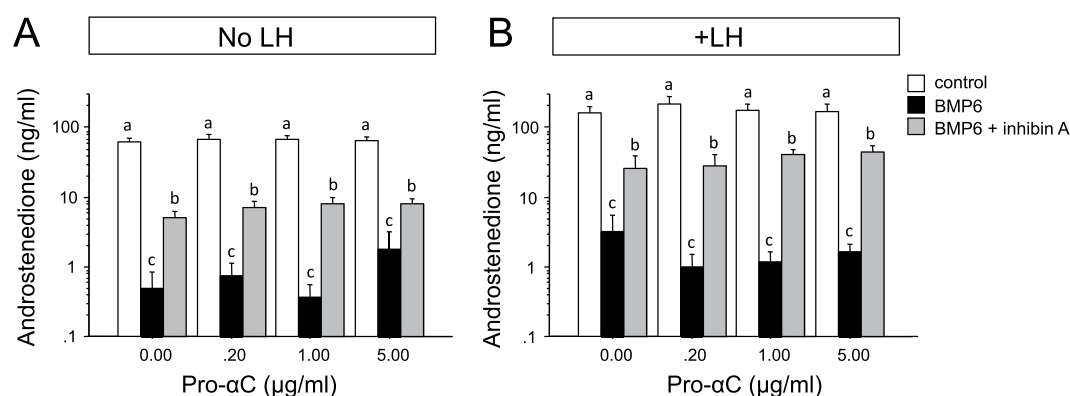 A
No LH
Androstenedione (ng/ml)
100
10
1
.1
a
a
a
a
b
b
b
b
c
c
c
c
0.00
.20
1.00
5.00
Pro-αC (µg/ml)
B
+LH
Androstenedione (ng/ml)
100
10
1
.1
a
a
a
a
b
b
b
b
c
c
c
c
0.00
.20
1.00
5.00
Pro-αC (µg/ml)
control
BMP6
BMP6 + inhibin A